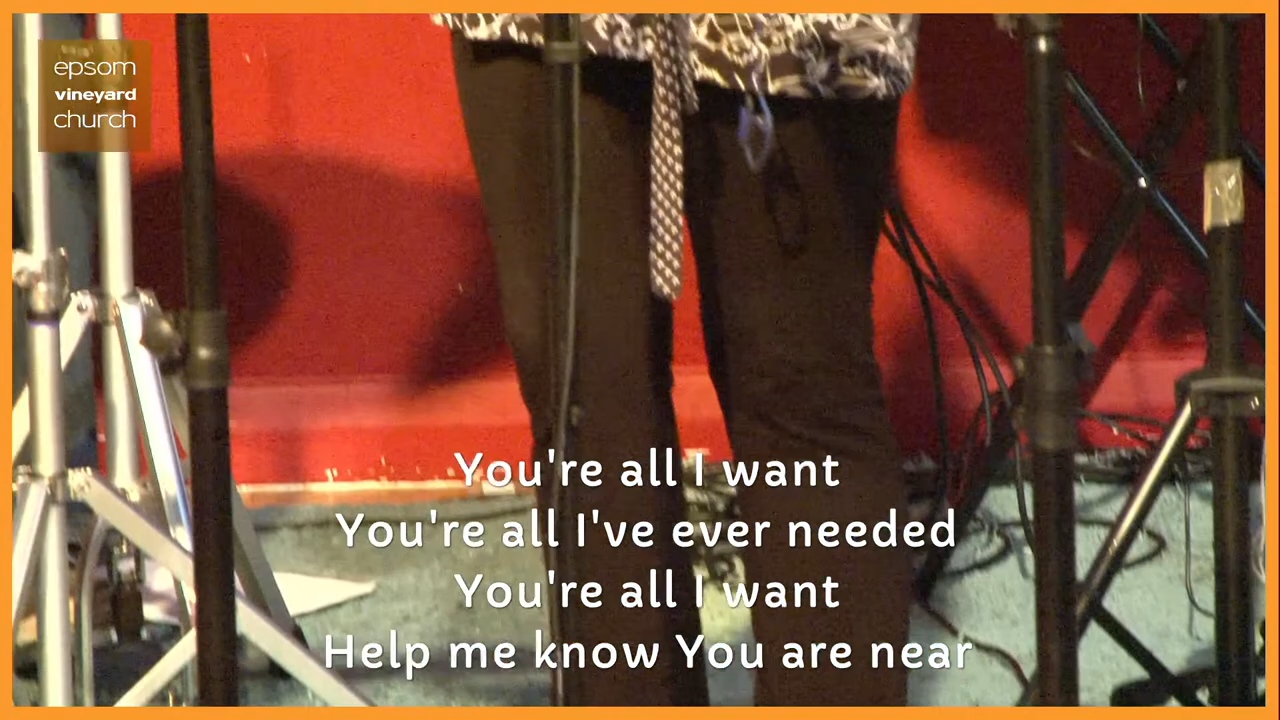 epsom
vineyard
church
You're all I want
You're all I've ever needed
You're all I want
Help me know You are near